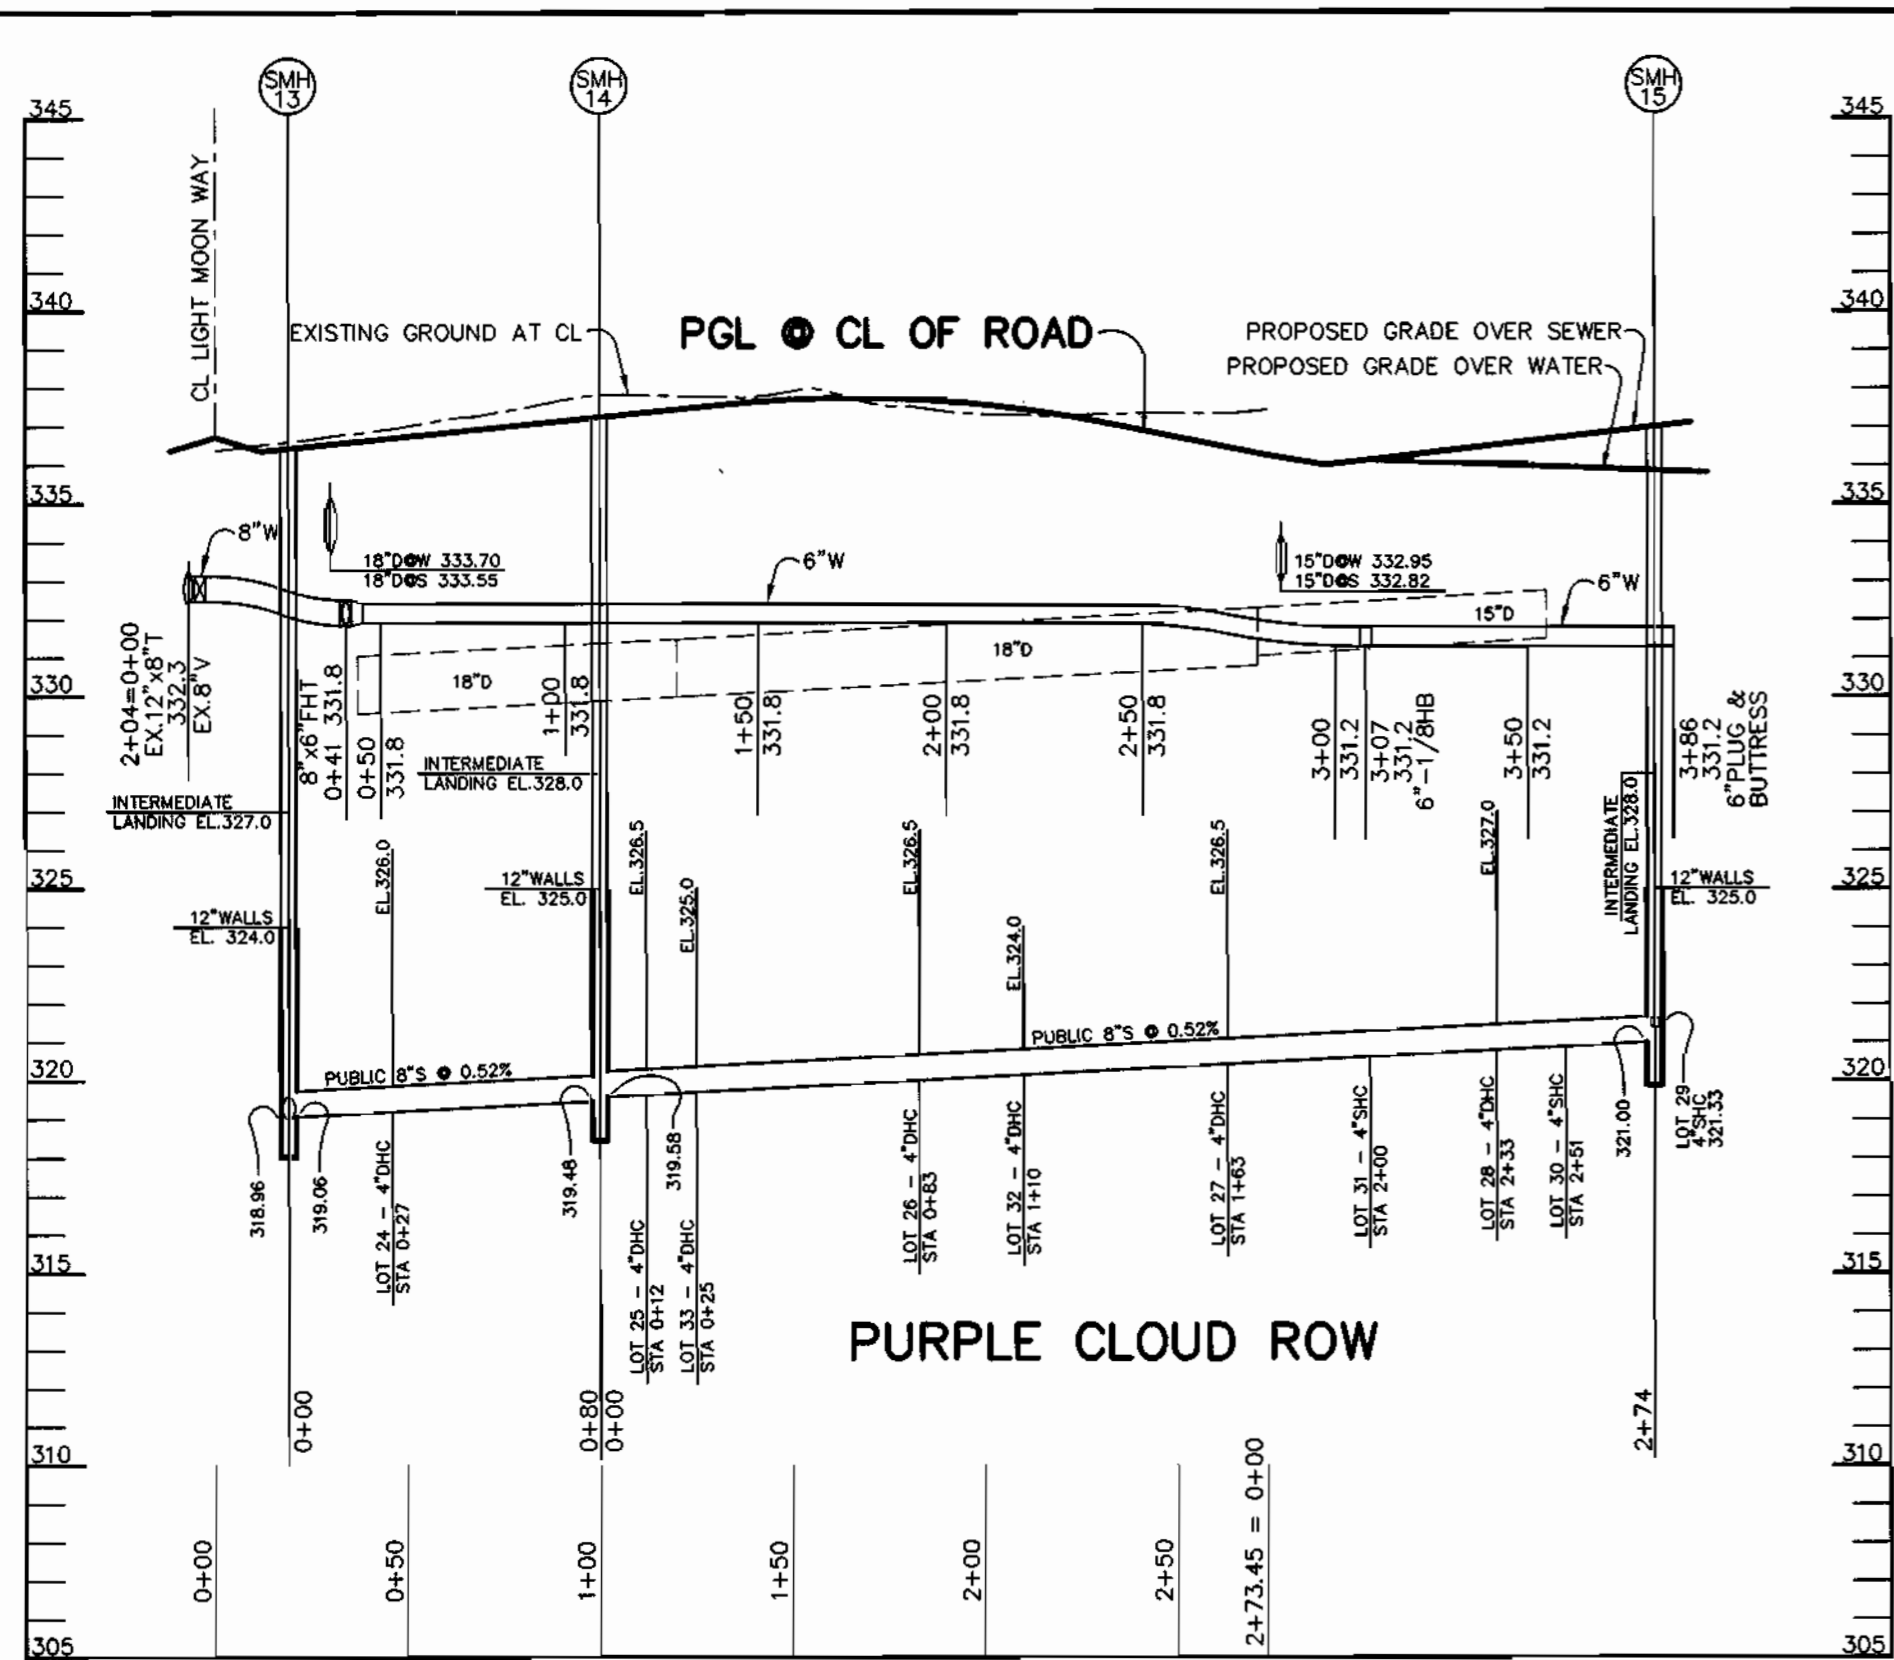 SMH
13
SMH
14
SMH
15
345
345
340
340
335
335
330
330
325
325
320
320
315
315
310
310
305
305
CL LIGHT MOON WAY
EXISTING GROUND AT CL
PGL @ CL OF ROAD
PROPOSED GRADE OVER SEWER
PROPOSED GRADE OVER WATER
8"W
18"D@W 333.70
18"D@S 333.55
6"W
15"D@W 332.95
15"D@S 332.82
6"W
15"D
18"D
18"D
2+04=0+00
EX.12"x8"T
332.3
EX.8"V
8"x6"FHT
0+41 331.8
0+50
331.8
1+00
331.8
1+50
331.8
2+00
331.8
2+50
331.8
3+00
331.2
3+07
331.2
6"-1/8HB
3+50
331.2
3+86
331.2
6"PLUG &
BUTTRESS
INTERMEDIATE
LANDING EL.327.0
INTERMEDIATE
LANDING EL.328.0
INTERMEDIATE
LANDING EL.328.0
12"WALLS
EL. 324.0
12"WALLS
EL. 325.0
12"WALLS
EL. 325.0
EL.326.0
EL.326.5
EL.325.0
EL.326.5
EL.324.0
EL.326.5
EL.327.0
PUBLIC 8"S @ 0.52%
PUBLIC 8"S @ 0.52%
318.96
319.06
319.48
319.58
321.00
LOT 29
4"SHC
321.33
LOT 24 - 4"DHC
STA 0+27
LOT 25 - 4"DHC
STA 0+12
LOT 33 - 4"DHC
STA 0+25
LOT 26 - 4"DHC
STA 0+83
LOT 32 - 4"DHC
STA 1+10
LOT 27 - 4"DHC
STA 1+63
LOT 31 - 4"SHC
STA 2+00
LOT 28 - 4"DHC
STA 2+33
LOT 30 - 4"SHC
STA 2+51
PURPLE CLOUD ROW
0+00
0+80
0+00
2+74
0+00
0+50
1+00
1+50
2+00
2+50
2+73.45 = 0+00